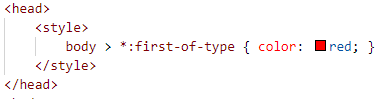 <head>
<style>
body > *:first-of-type { color: red; }
</style>
</head>